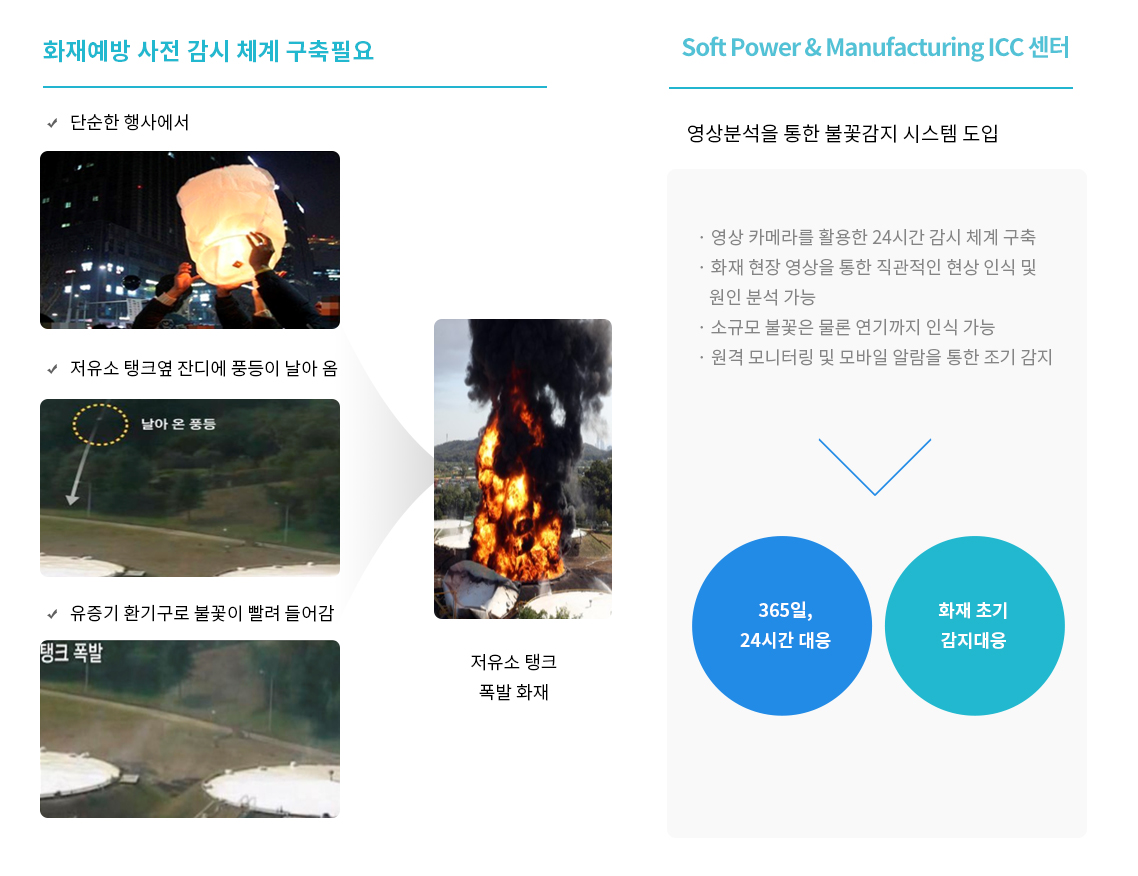 화재예방 사전 감시 체계 구축필요
단순한 행사에서
저유소 탱크옆 잔디에 풍등이 날아 옴
날아 온 풍등
유증기 환기구로 불꽃이 빨려 들어감
탱크 폭발
저유소 탱크
폭발 화재
Soft Power & Manufacturing ICC 센터
영상분석을 통한 불꽃감지 시스템 도입
· 영상 카메라를 활용한 24시간 감시 체계 구축
· 화재 현장 영상을 통한 직관적인 현상 인식 및
원인 분석 가능
· 소규모 불꽃은 물론 연기까지 인식 가능
· 원격 모니터링 및 모바일 알람을 통한 조기 감지
365일,
24시간 대응
화재 초기
감지대응